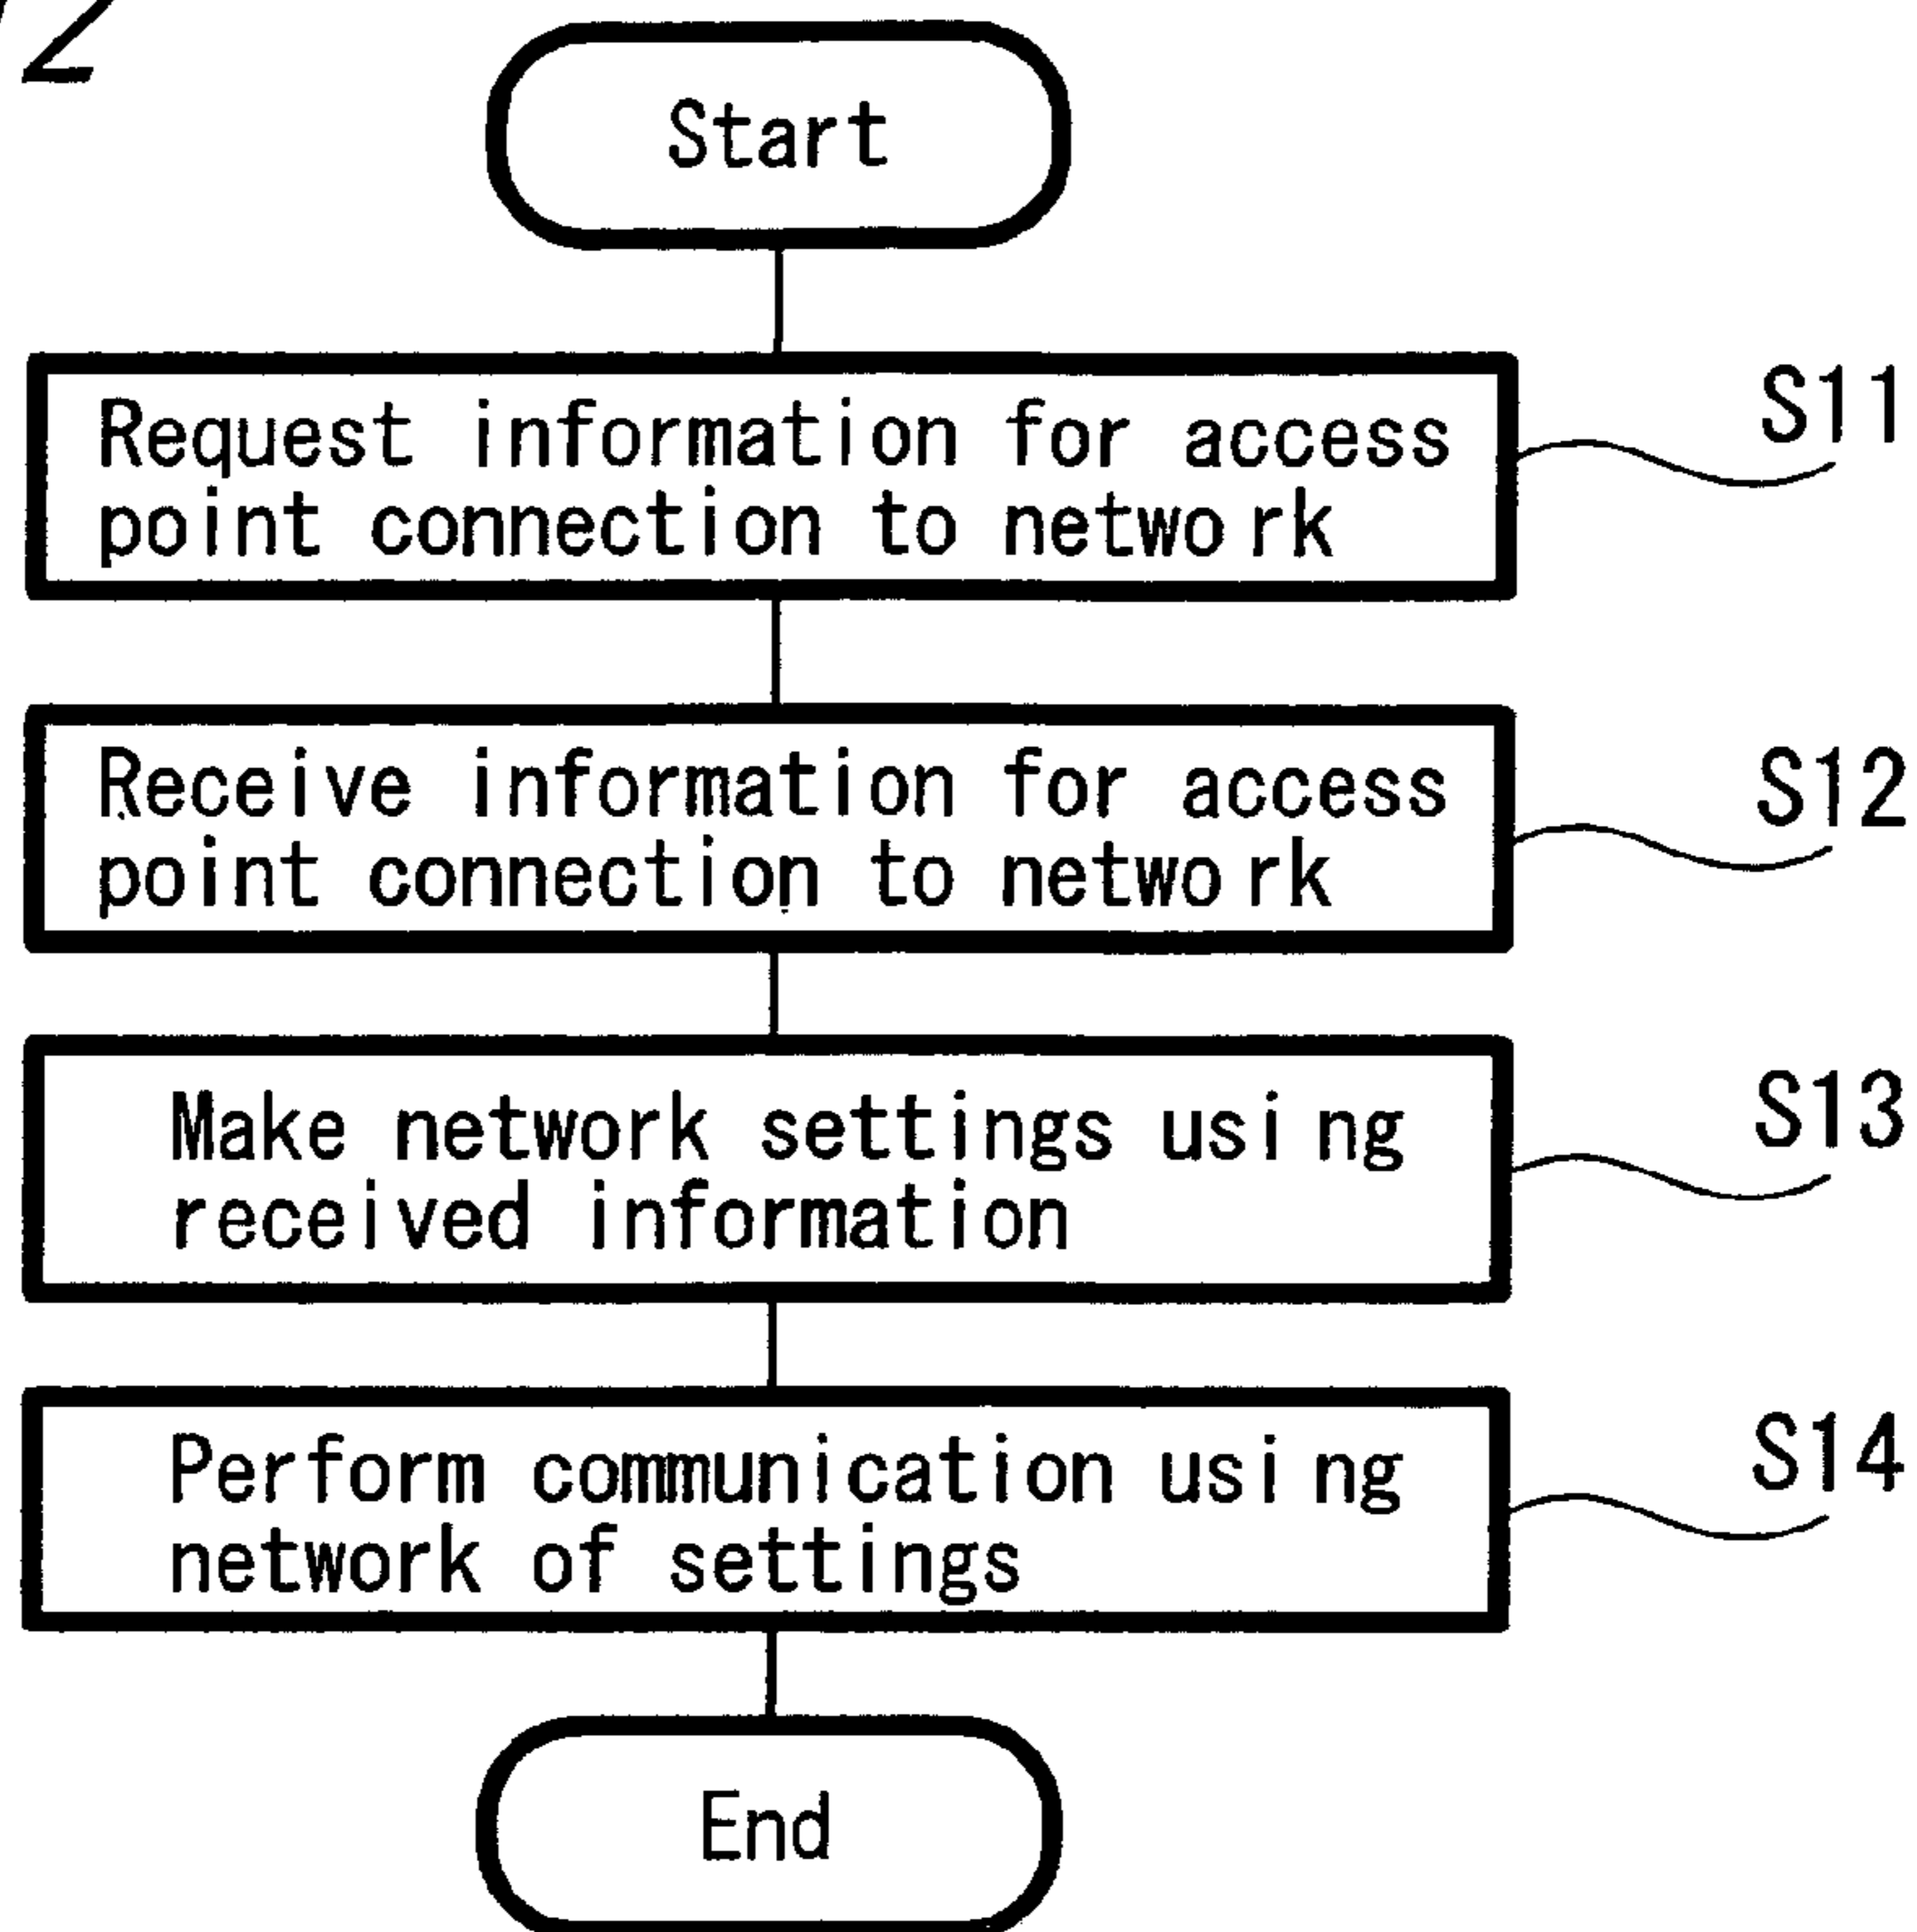 2
Start
Request information for access
point connection to network
S11
Receive information for access
point connection to network
S12
Make network settings using
received information
S13
Perform communication using
network of settings
S14
End